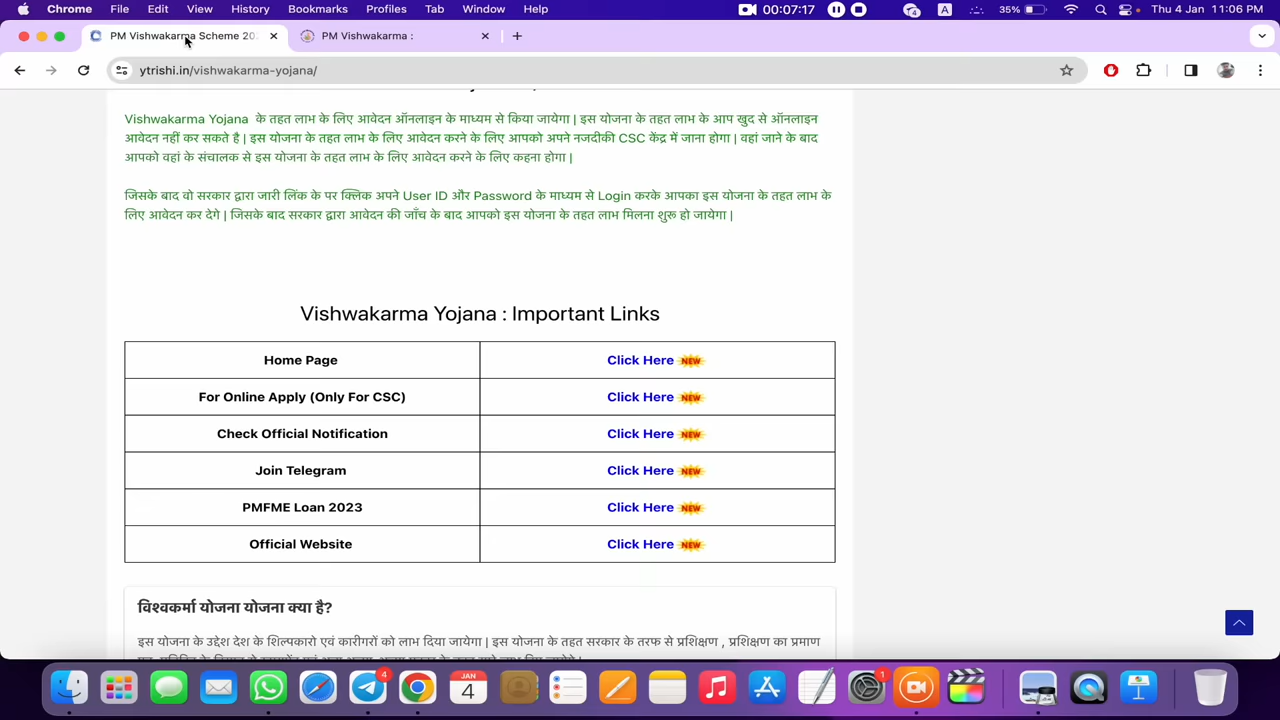 Chrome File Edit View History Bookmarks Profiles Tab Window Help 00:07:17 4 A 35% Thu 4 Jan 11:06 PM
PM Vishwakarma Scheme 20 PM Vishwakarma :
ytrishi.in/vishwakarma-yojana/
Vishwakarma Yojana के तहत लाभ के लिए आवेदन ऑनलाइन के माध्यम से किया जायेगा | इस योजना के तहत लाभ के आप खुद से ऑनलाइन
आवेदन नहीं कर सकते है | इस योजना के तहत लाभ के लिए आवेदन करने के लिए आपको अपने नजदीकी CSC केंद्र में जाना होगा | वहां जाने के बाद
आपको वहां के संचालक से इस योजना के तहत लाभ के लिए आवेदन करने के लिए कहना होगा |
जिसके बाद वो सरकार द्वारा जारी लिंक के पर क्लिक अपने User ID और Password के माध्यम से Login करके आपका इस योजना के तहत लाभ के
लिए आवेदन कर देगे | जिसके बाद सरकार द्वारा आवेदन की जाँच के बाद आपको इस योजना के तहत लाभ मिलना शुरू हो जायेगा |
Vishwakarma Yojana : Important Links
Home Page Click Here NEW
For Online Apply (Only For CSC) Click Here NEW
Check Official Notification Click Here NEW
Join Telegram Click Here NEW
PMFME Loan 2023 Click Here NEW
Official Website Click Here NEW
विश्वकर्मा योजना योजना क्या है?
इस योजना के उद्देश देश के शिल्पकारो एवं कारीगरों को लाभ दिया जायेगा | इस योजना के तहत सरकार के तरफ से प्रशिक्षण , प्रशिक्षण का प्रमाण
4 JAN 4 1